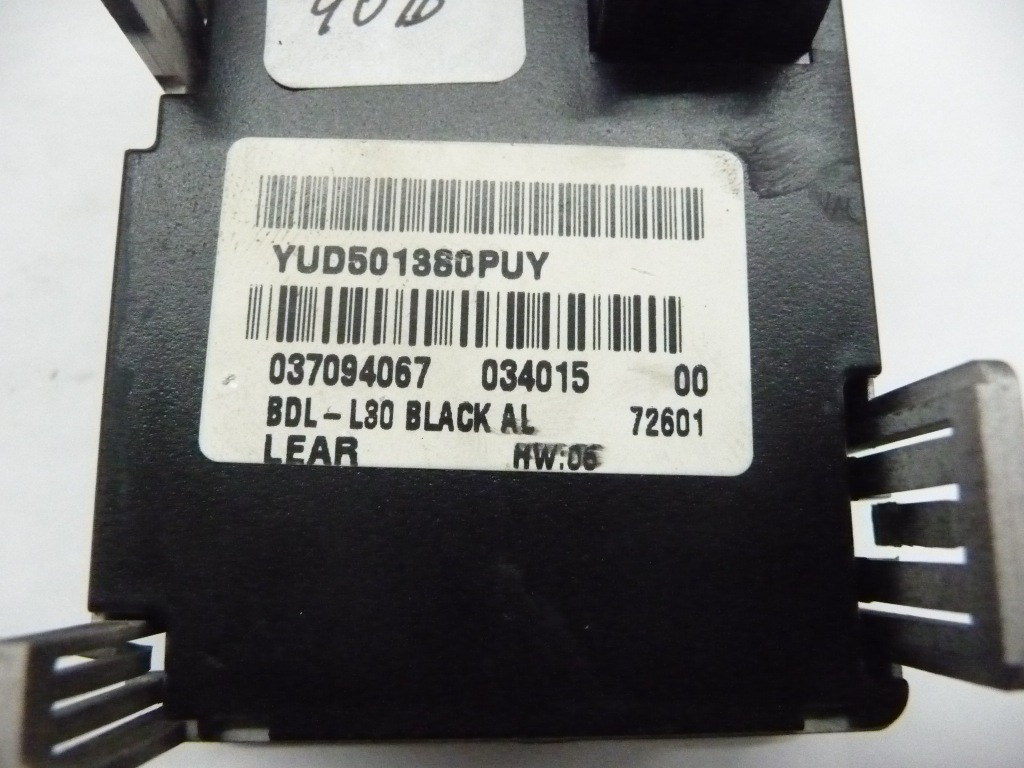 YUD501380PUY
037094067 034015 00
BDL - L30 BLACK AL 72601
LEAR HW:06